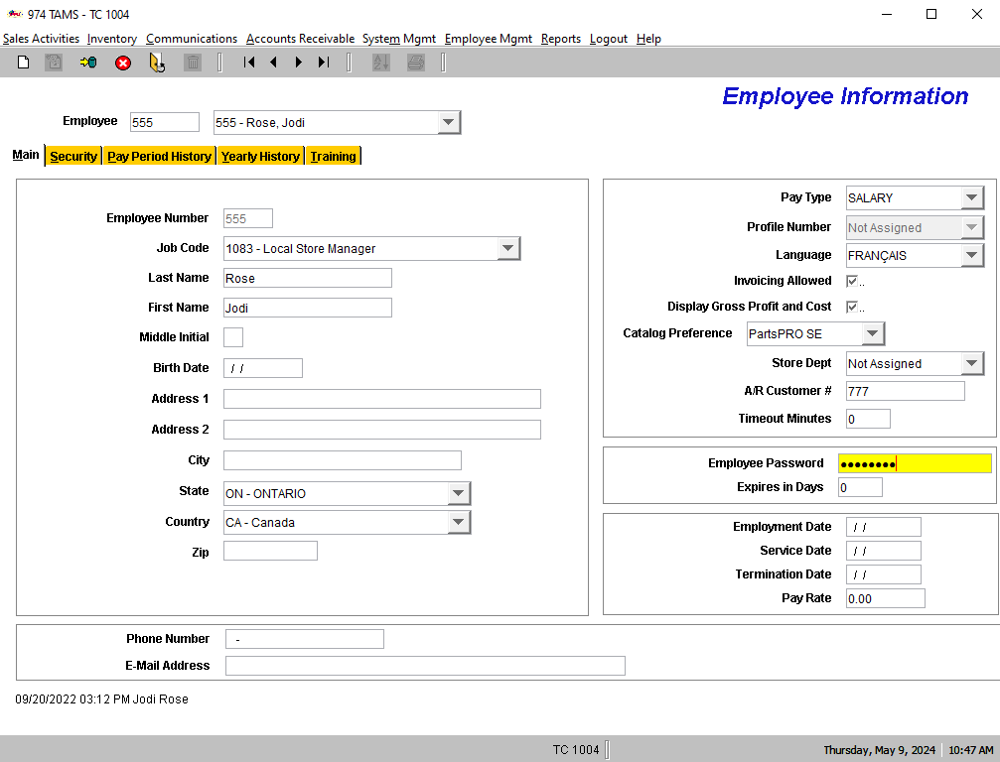 974 TAMS - TC 1004
Sales Activities Inventory Communications Accounts Receivable System Mgmt Employee Mgmt Reports Logout Help
Employee Information
Employee 555 555 - Rose, Jodi
Main Security Pay Period History Yearly History Training
Employee Number 555
Job Code 1083 - Local Store Manager
Last Name Rose
First Name Jodi
Middle Initial
Birth Date / /
Address 1
Address 2
City
State ON - ONTARIO
Country CA - Canada
Zip
Pay Type SALARY
Profile Number Not Assigned
Language FRANÇAIS
Invoicing Allowed ..
Display Gross Profit and Cost ..
Catalog Preference PartsPRO SE
Store Dept Not Assigned
A/R Customer # 777
Timeout Minutes 0
Employee Password ●●●●●●●●
Expires in Days 0
Employment Date / /
Service Date / /
Termination Date / /
Pay Rate 0.00
Phone Number -
E-Mail Address
09/20/2022 03:12 PM Jodi Rose
TC 1004 Thursday, May 9, 2024 10:47 AM